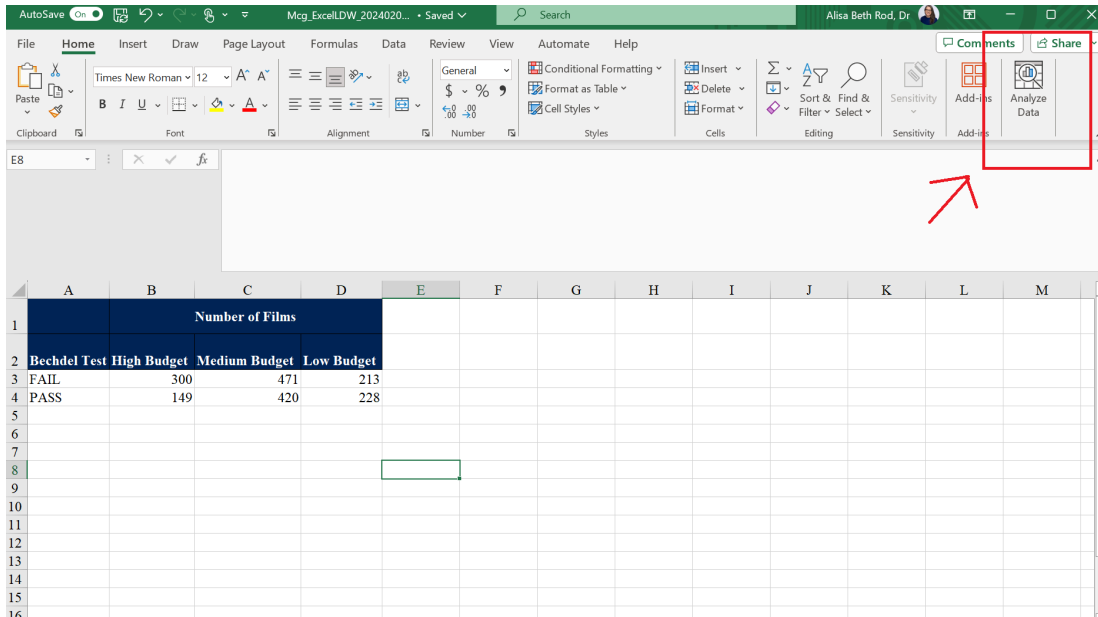 AutoSave On Mcg_ExcelLDW_2024020... • Saved Search Alisa Beth Rod, Dr
File Home Insert Draw Page Layout Formulas Data Review View Automate Help Comments Share
Paste Times New Roman 12 A A ab General Conditional Formatting Insert Sort & Filter Find & Select Sensitivity Add-ins Analyze Data
B I U A $ % 9 Format as Table Delete
.00 .00 Cell Styles Format
Clipboard Font Alignment Number Styles Cells Editing Sensitivity Add-ins
E8 fx
A B C D E F G H I J K L M
1 Number of Films
2 Bechdel Test High Budget Medium Budget Low Budget
3 FAIL 300 471 213
4 PASS 149 420 228
5
6
7
8
9
10
11
12
13
14
15
16